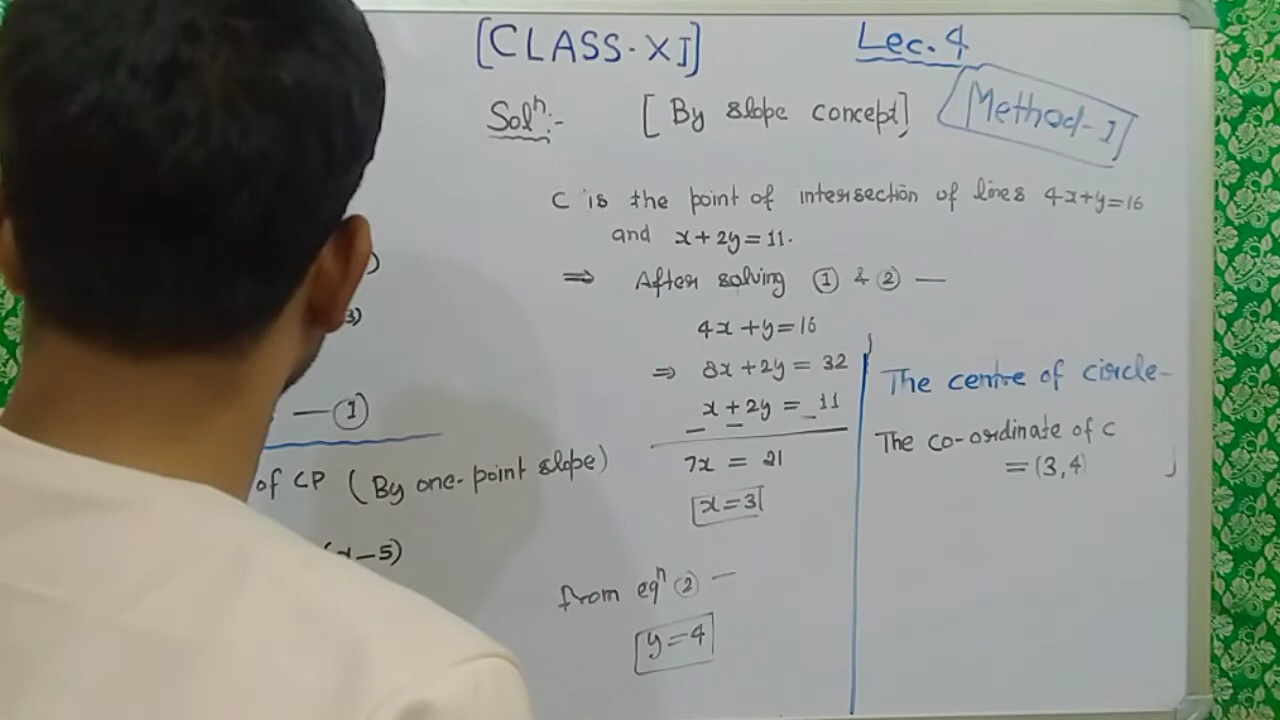 [CLASS-XI]
Lec.4
Method-I
Solⁿ:-
[By slope concept]
C is the point of intersection of lines 4x+y=16
and x+2y=11.
⇒ After solving ① & ② —
4x+y=16
⇒ 8x+2y=32
x+2y=11
— — —
7x=21
x=3
from eqⁿ ② —
y=4
The centre of circle-
The co-ordinate of C
=(3,4)
3)
— ①
of CP (By one-point slope)
(x-5)